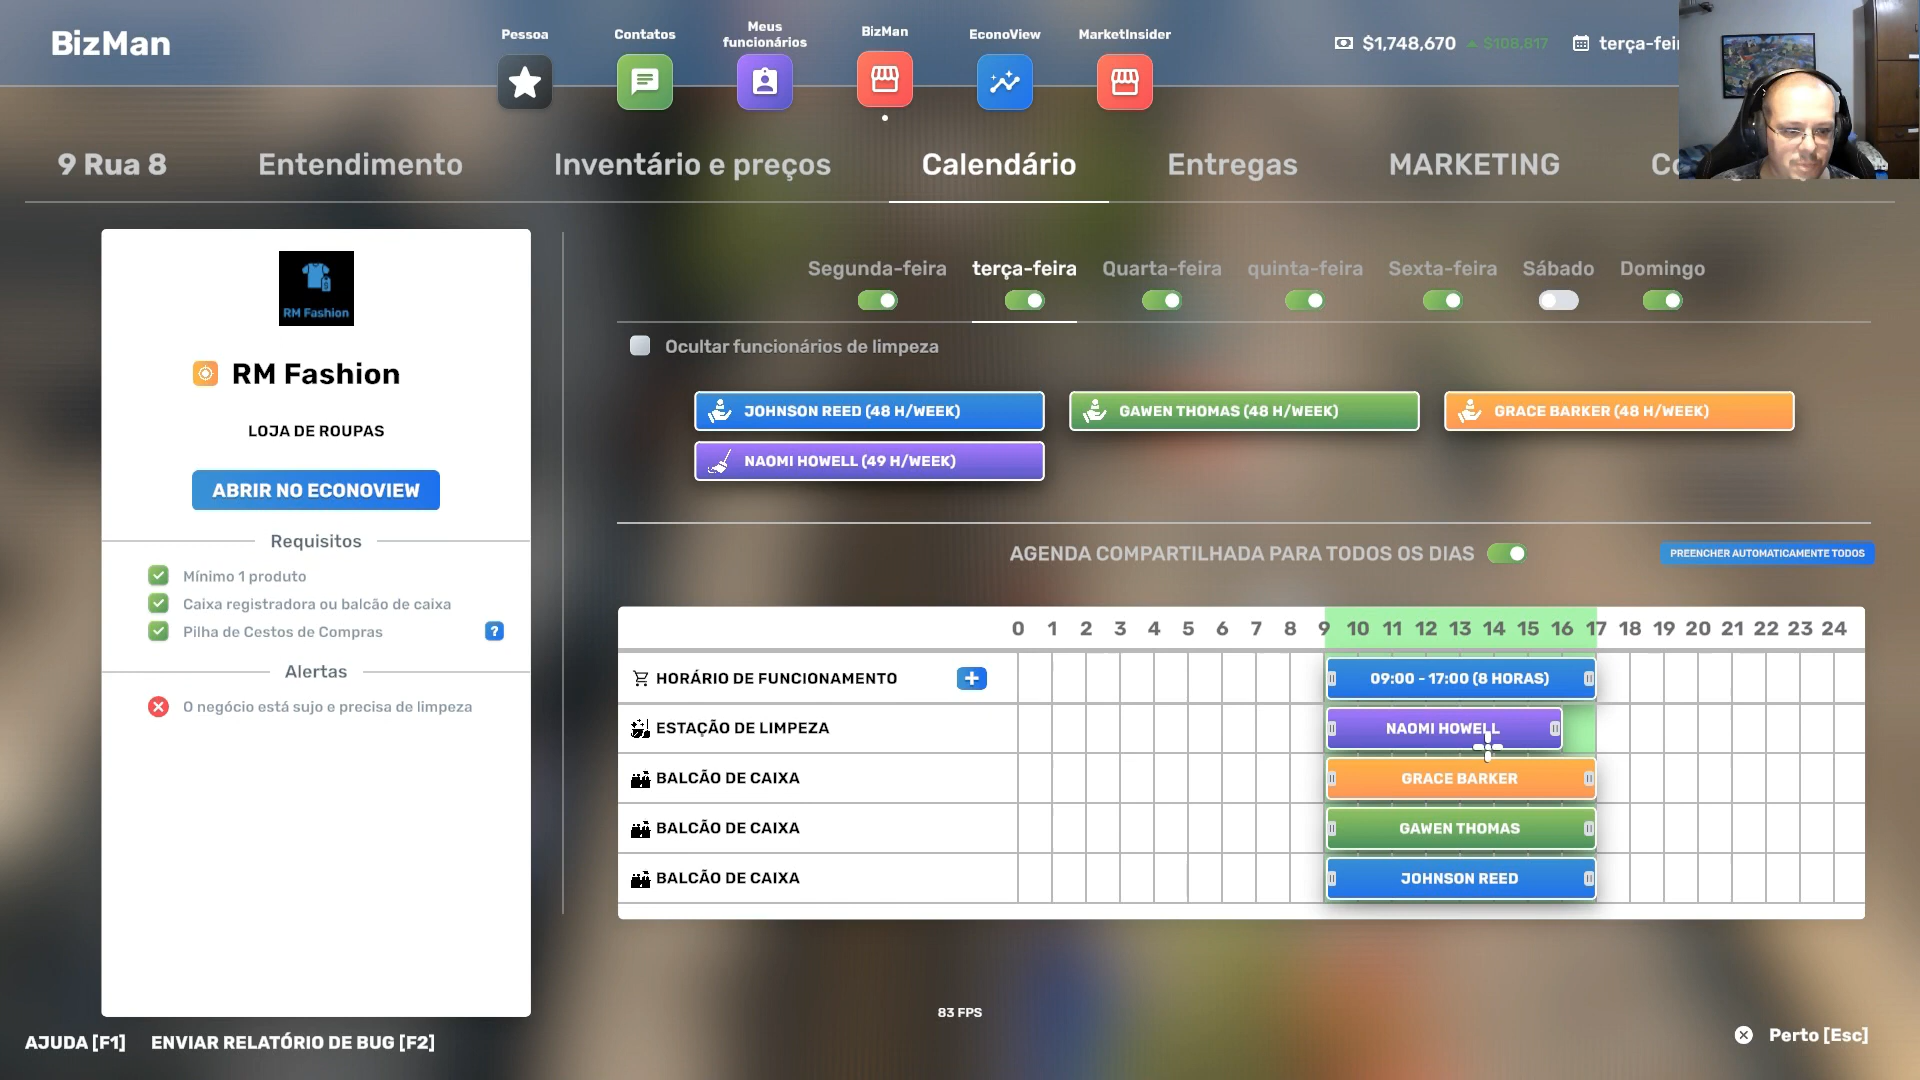 BizMan
Pessoa
Contatos
Meus
funcionários
BizMan
EconoView
MarketInsider
$1,748,670
$108,817
9 Rua 8
Entendimento
Inventário e preços
Calendário
Entregas
MARKETING
RM Fashion
RM Fashion
LOJA DE ROUPAS
ABRIR NO ECONOVIEW
Requisitos
Mínimo 1 produto
Caixa registradora ou balcão de caixa
Pilha de Cestos de Compras
?
Alertas
O negócio está sujo e precisa de limpeza
Segunda-feira
terça-feira
Quarta-feira
quinta-feira
Sexta-feira
Sábado
Domingo
Ocultar funcionários de limpeza
JOHNSON REED (48 H/WEEK)
GAWEN THOMAS (48 H/WEEK)
GRACE BARKER (48 H/WEEK)
NAOMI HOWELL (49 H/WEEK)
AGENDA COMPARTILHADA PARA TODOS OS DIAS
PREENCHER AUTOMATICAMENTE TODOS
0 1 2 3 4 5 6 7 8 9 10 11 12 13 14 15 16 17 18 19 20 21 22 23 24
HORÁRIO DE FUNCIONAMENTO
09:00 - 17:00 (8 HORAS)
ESTAÇÃO DE LIMPEZA
NAOMI HOWELL
BALCÃO DE CAIXA
GRACE BARKER
BALCÃO DE CAIXA
GAWEN THOMAS
BALCÃO DE CAIXA
JOHNSON REED
83 FPS
AJUDA [F1]
ENVIAR RELATÓRIO DE BUG [F2]
Perto [Esc]